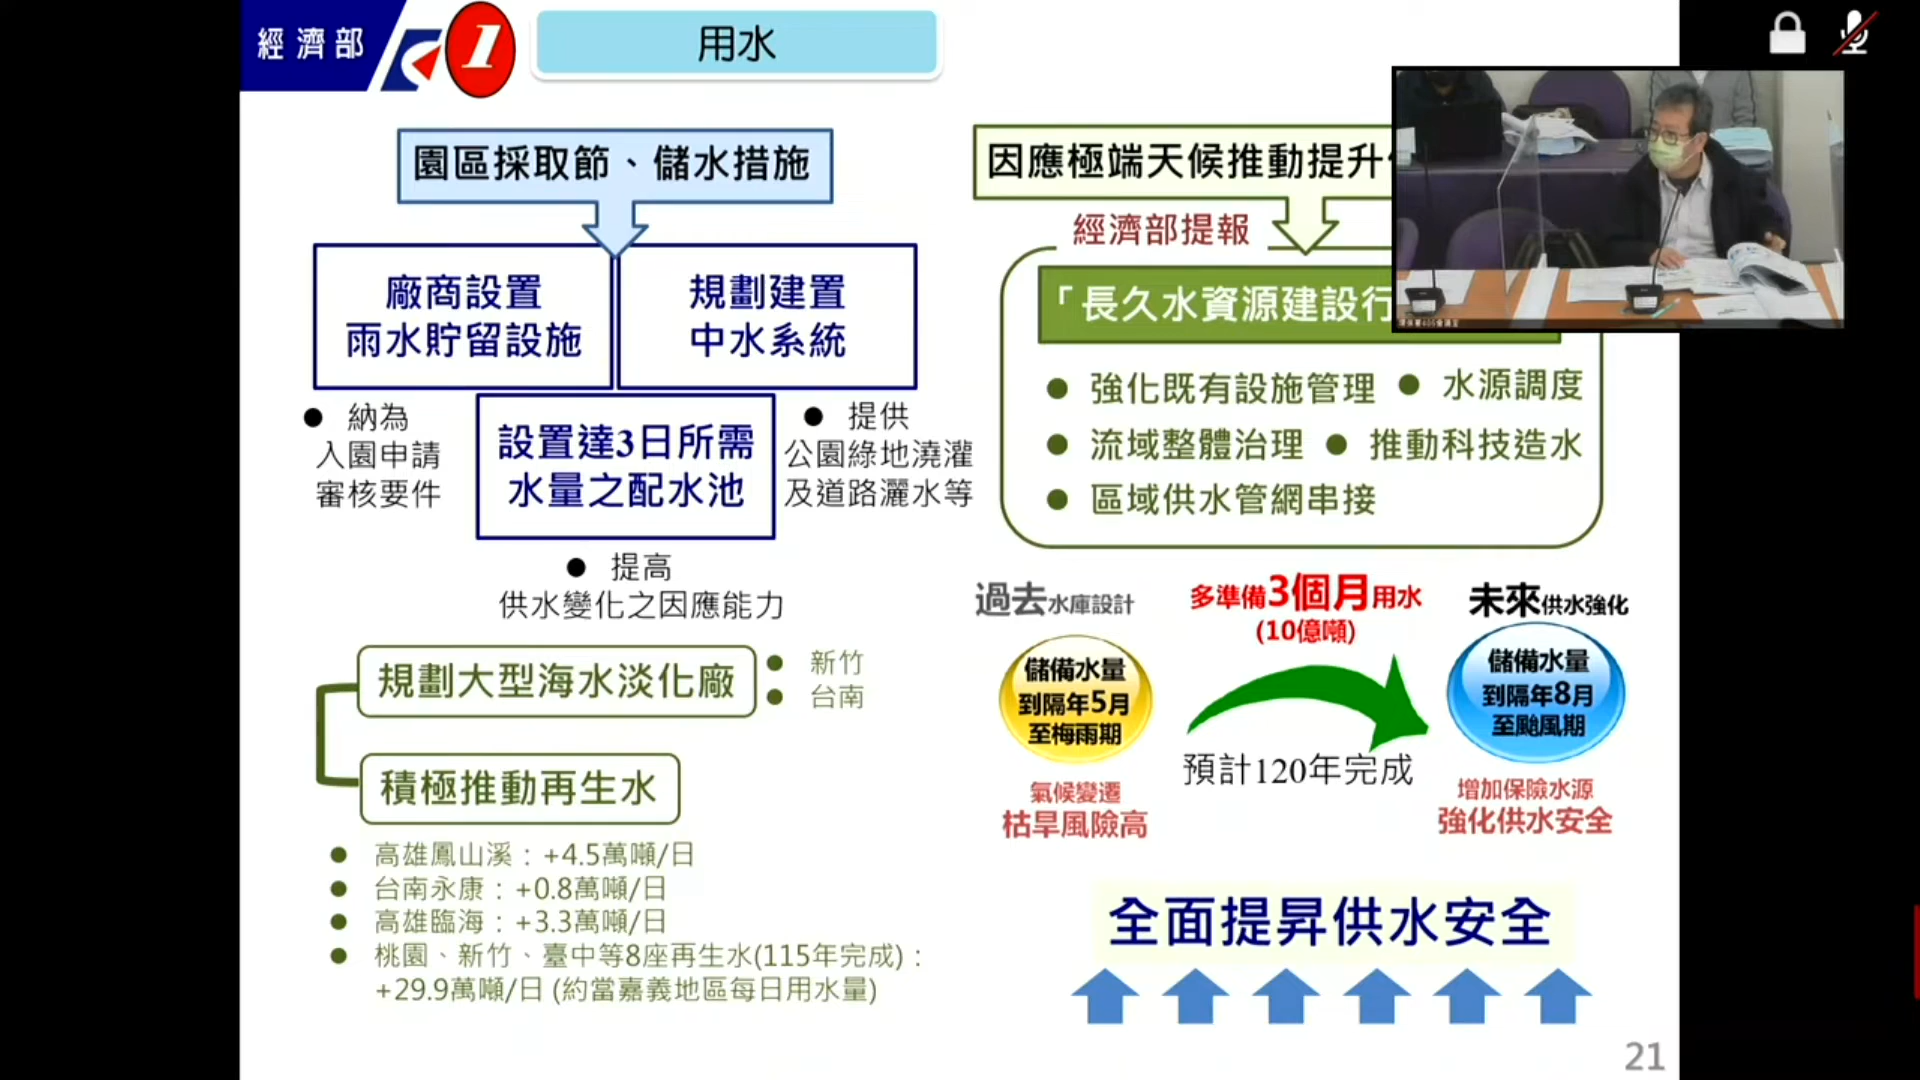 經濟部
1
用水
園區採取節、儲水措施
廠商設置
雨水貯留設施
規劃建置
中水系統
納為
入園申請
審核要件
設置達3日所需
水量之配水池
提供
公園綠地澆灌
及道路灑水等
提高
供水變化之因應能力
規劃大型海水淡化廠
新竹
台南
積極推動再生水
高雄鳳山溪：+4.5萬噸/日
台南永康：+0.8萬噸/日
高雄臨海：+3.3萬噸/日
桃園、新竹、臺中等8座再生水(115年完成)：
+29.9萬噸/日 (約當嘉義地區每日用水量)
因應極端天候推動提升
經濟部提報
「長久水資源建設行
強化既有設施管理
水源調度
流域整體治理
推動科技造水
區域供水管網串接
過去水庫設計
多準備3個月用水
(10億噸)
未來供水強化
儲備水量
到隔年5月
至梅雨期
儲備水量
到隔年8月
至颱風期
預計120年完成
氣候變遷
枯旱風險高
增加保險水源
強化供水安全
全面提昇供水安全
21